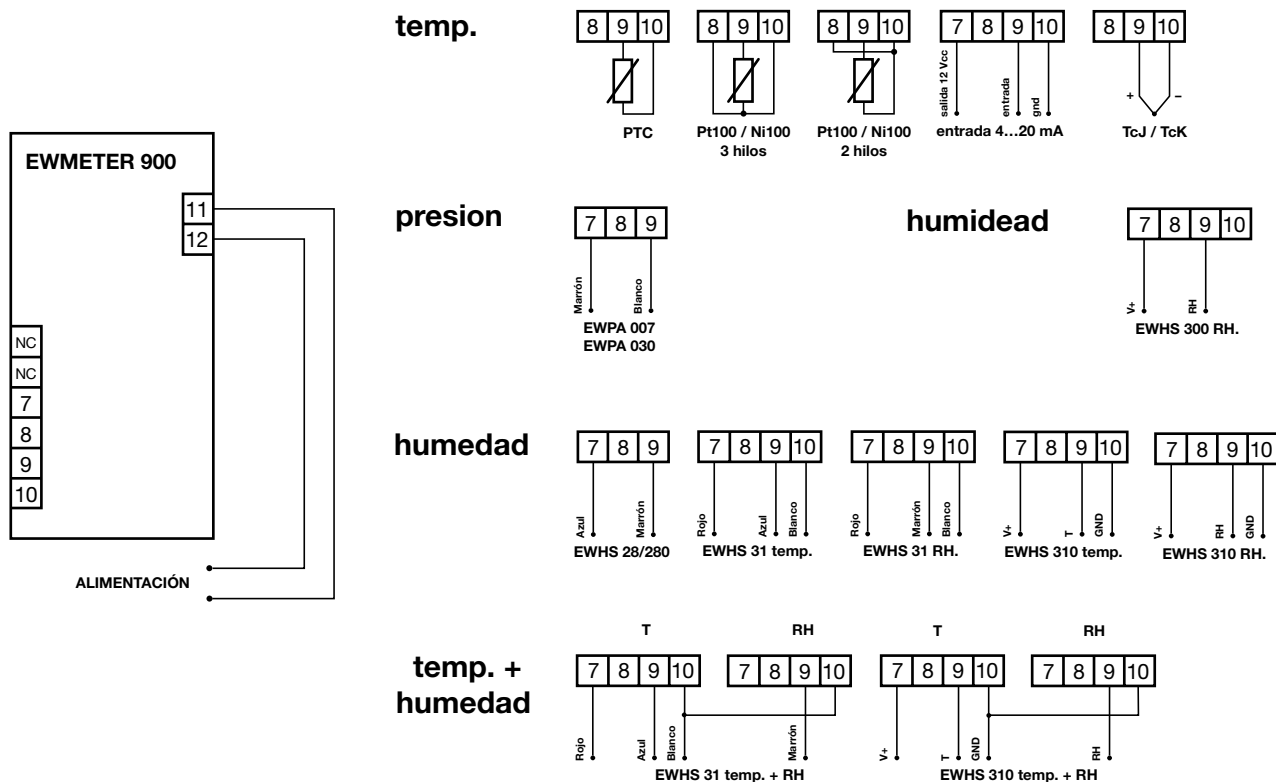 temp.
8 9 10
8 9 10
8 9 10
7 8 9 10
8 9 10
salida 12 Vcc
entrada
gnd
+
–
PTC
Pt100 / Ni100
3 hilos
Pt100 / Ni100
2 hilos
entrada 4…20 mA
TcJ / TcK
EWMETER 900
11
12
NC
NC
7
8
9
10
ALIMENTACIÓN
presion
7 8 9
Marrón
Blanco
EWPA 007
EWPA 030
humidead
7 8 9 10
V+
RH
EWHS 300 RH.
humedad
7 8 9
Azul
Marrón
EWHS 28/280
7 8 9 10
Rojo
Azul
Blanco
EWHS 31 temp.
7 8 9 10
Rojo
Marrón
Blanco
EWHS 31 RH.
7 8 9 10
V+
T
GND
EWHS 310 temp.
7 8 9 10
V+
RH
GND
EWHS 310 RH.
temp. +
humedad
T
RH
7 8 9 10
7 8 9 10
Rojo
Azul
Blanco
Marrón
EWHS 31 temp. + RH
T
RH
7 8 9 10
7 8 9 10
V+
T
GND
RH
EWHS 310 temp. + RH